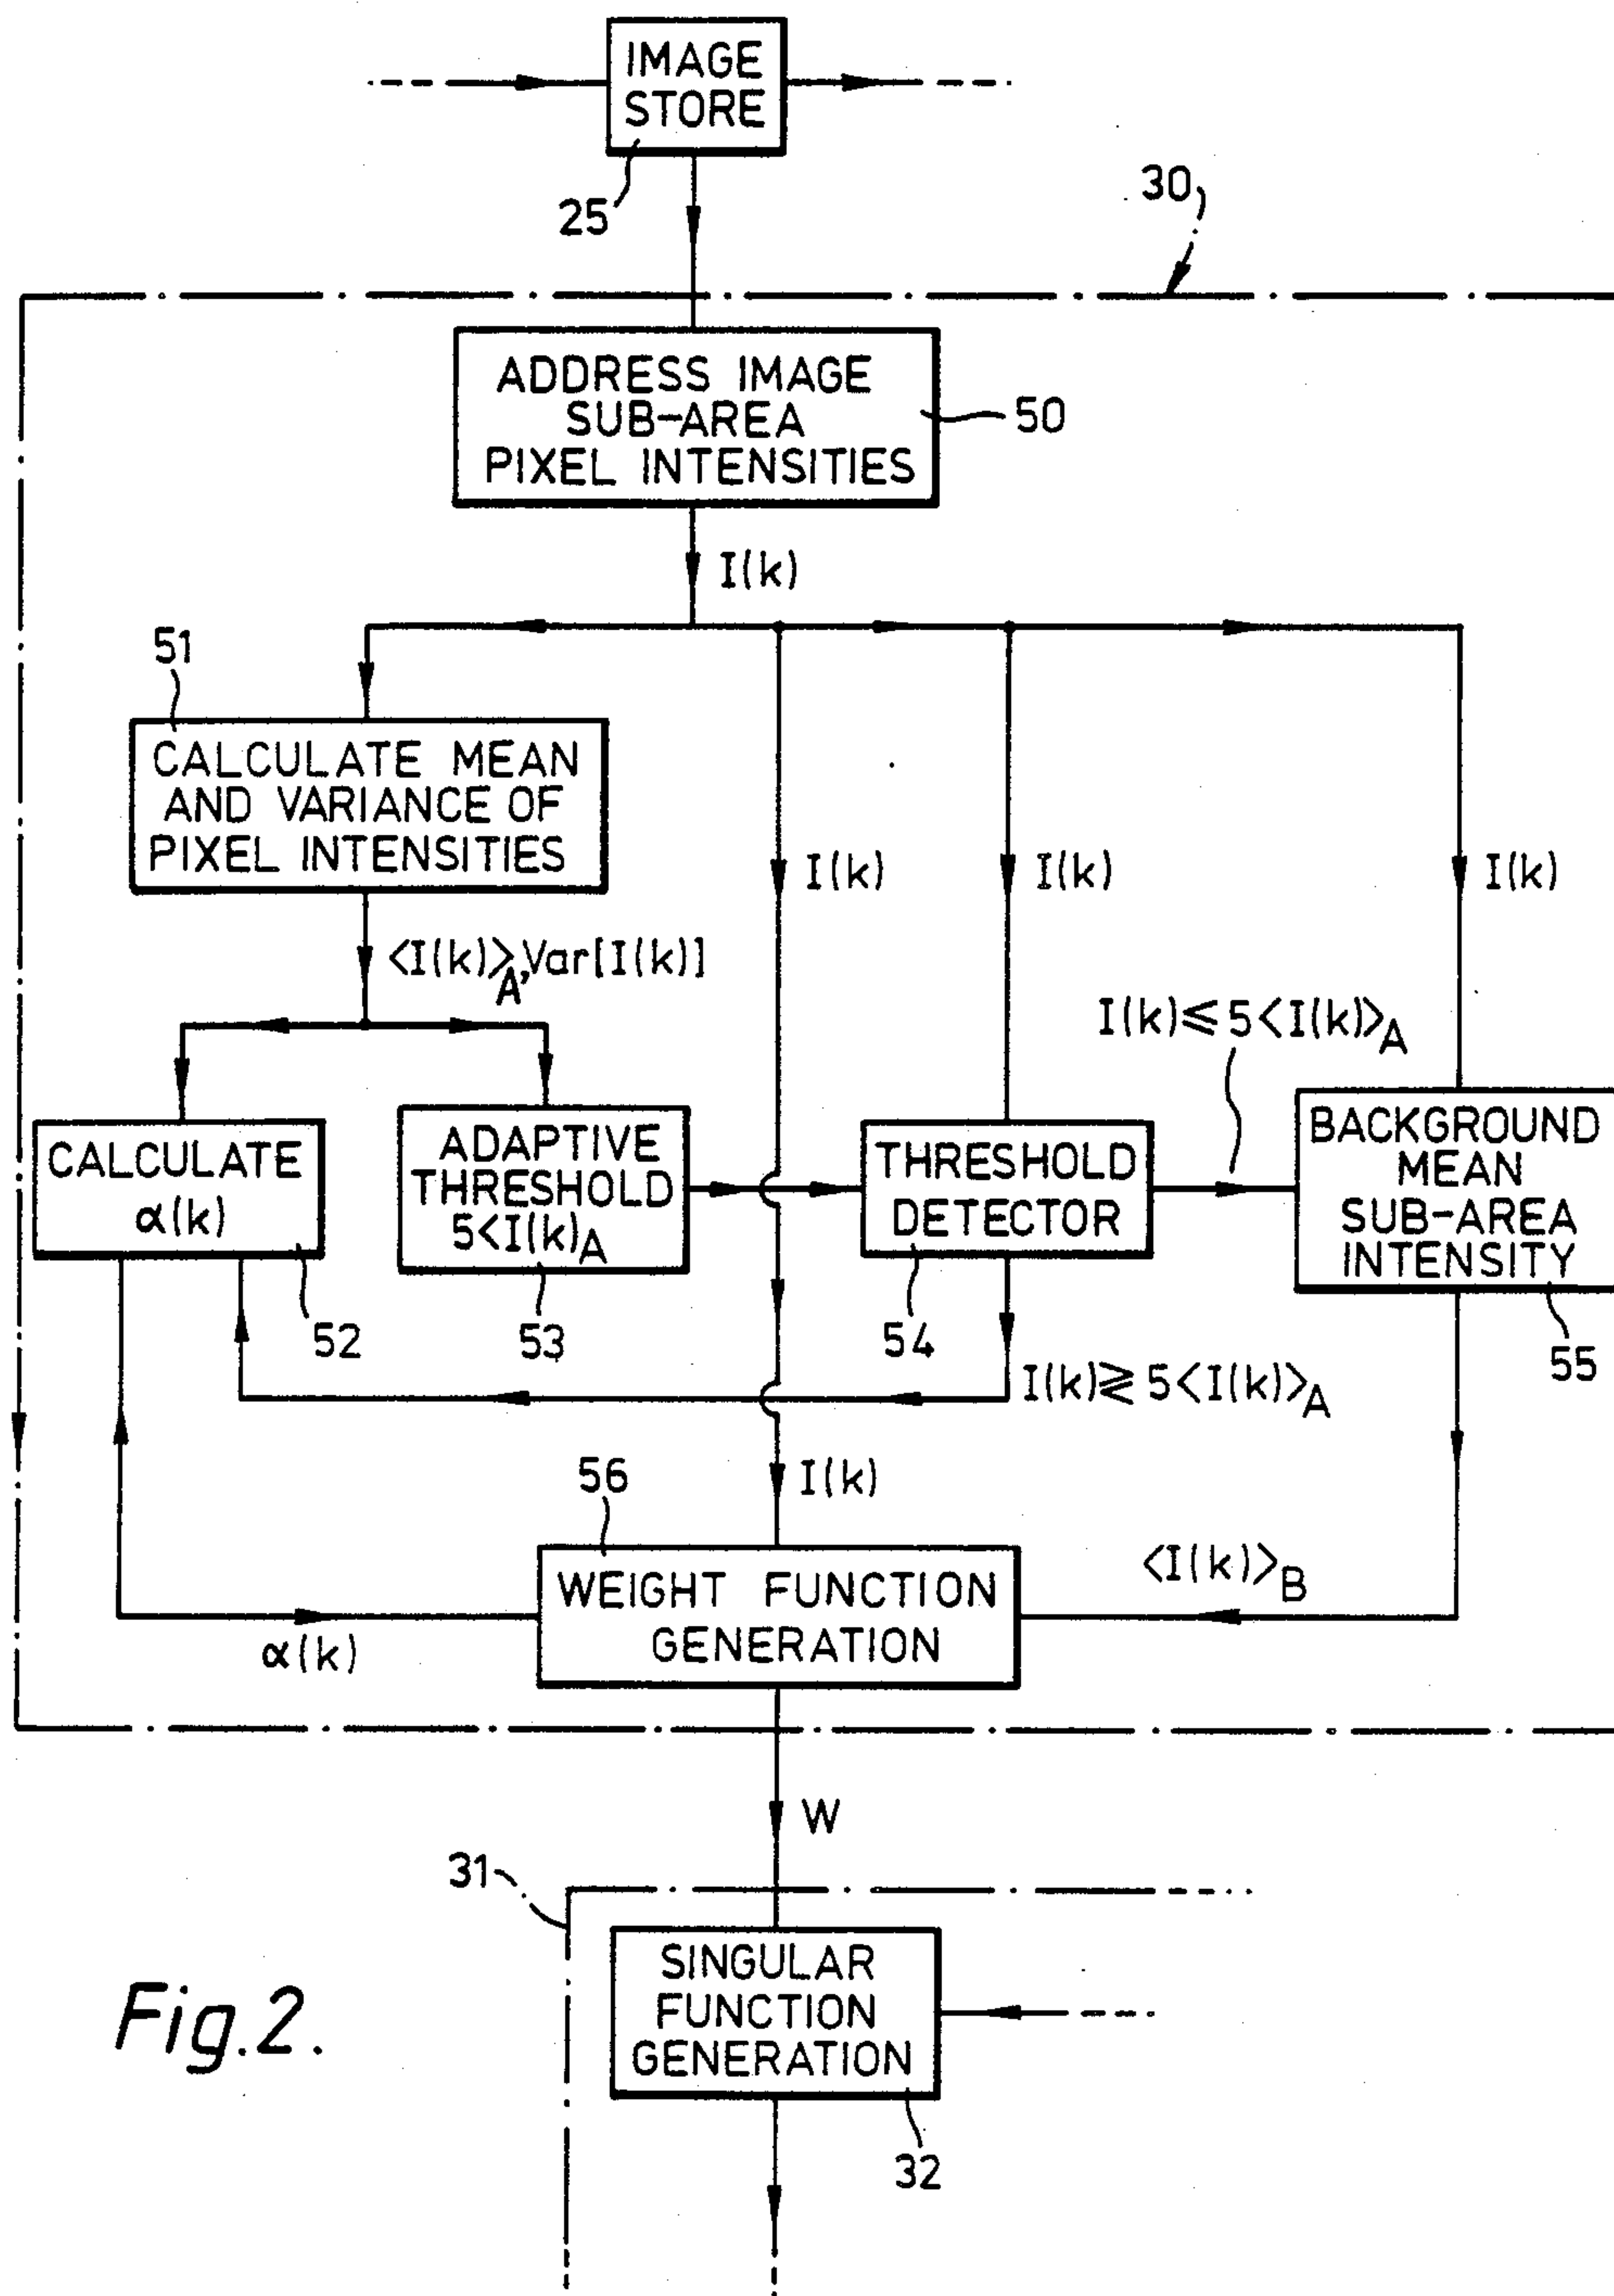 IMAGE
STORE
25
30
ADDRESS IMAGE
SUB-AREA
PIXEL INTENSITIES
50
I(k)
51
CALCULATE MEAN
AND VARIANCE OF
PIXEL INTENSITIES
I(k)
I(k)
I(k)
<I(k)>A, Var[I(k)]
I(k)≤5<I(k)>A
CALCULATE
α(k)
52
ADAPTIVE
THRESHOLD
5<I(k)A
53
THRESHOLD
DETECTOR
54
BACKGROUND
MEAN
SUB-AREA
INTENSITY
55
I(k)≷5<I(k)>A
I(k)
56
WEIGHT FUNCTION
GENERATION
<I(k)>B
α(k)
W
31
SINGULAR
FUNCTION
GENERATION
32
Fig.2.